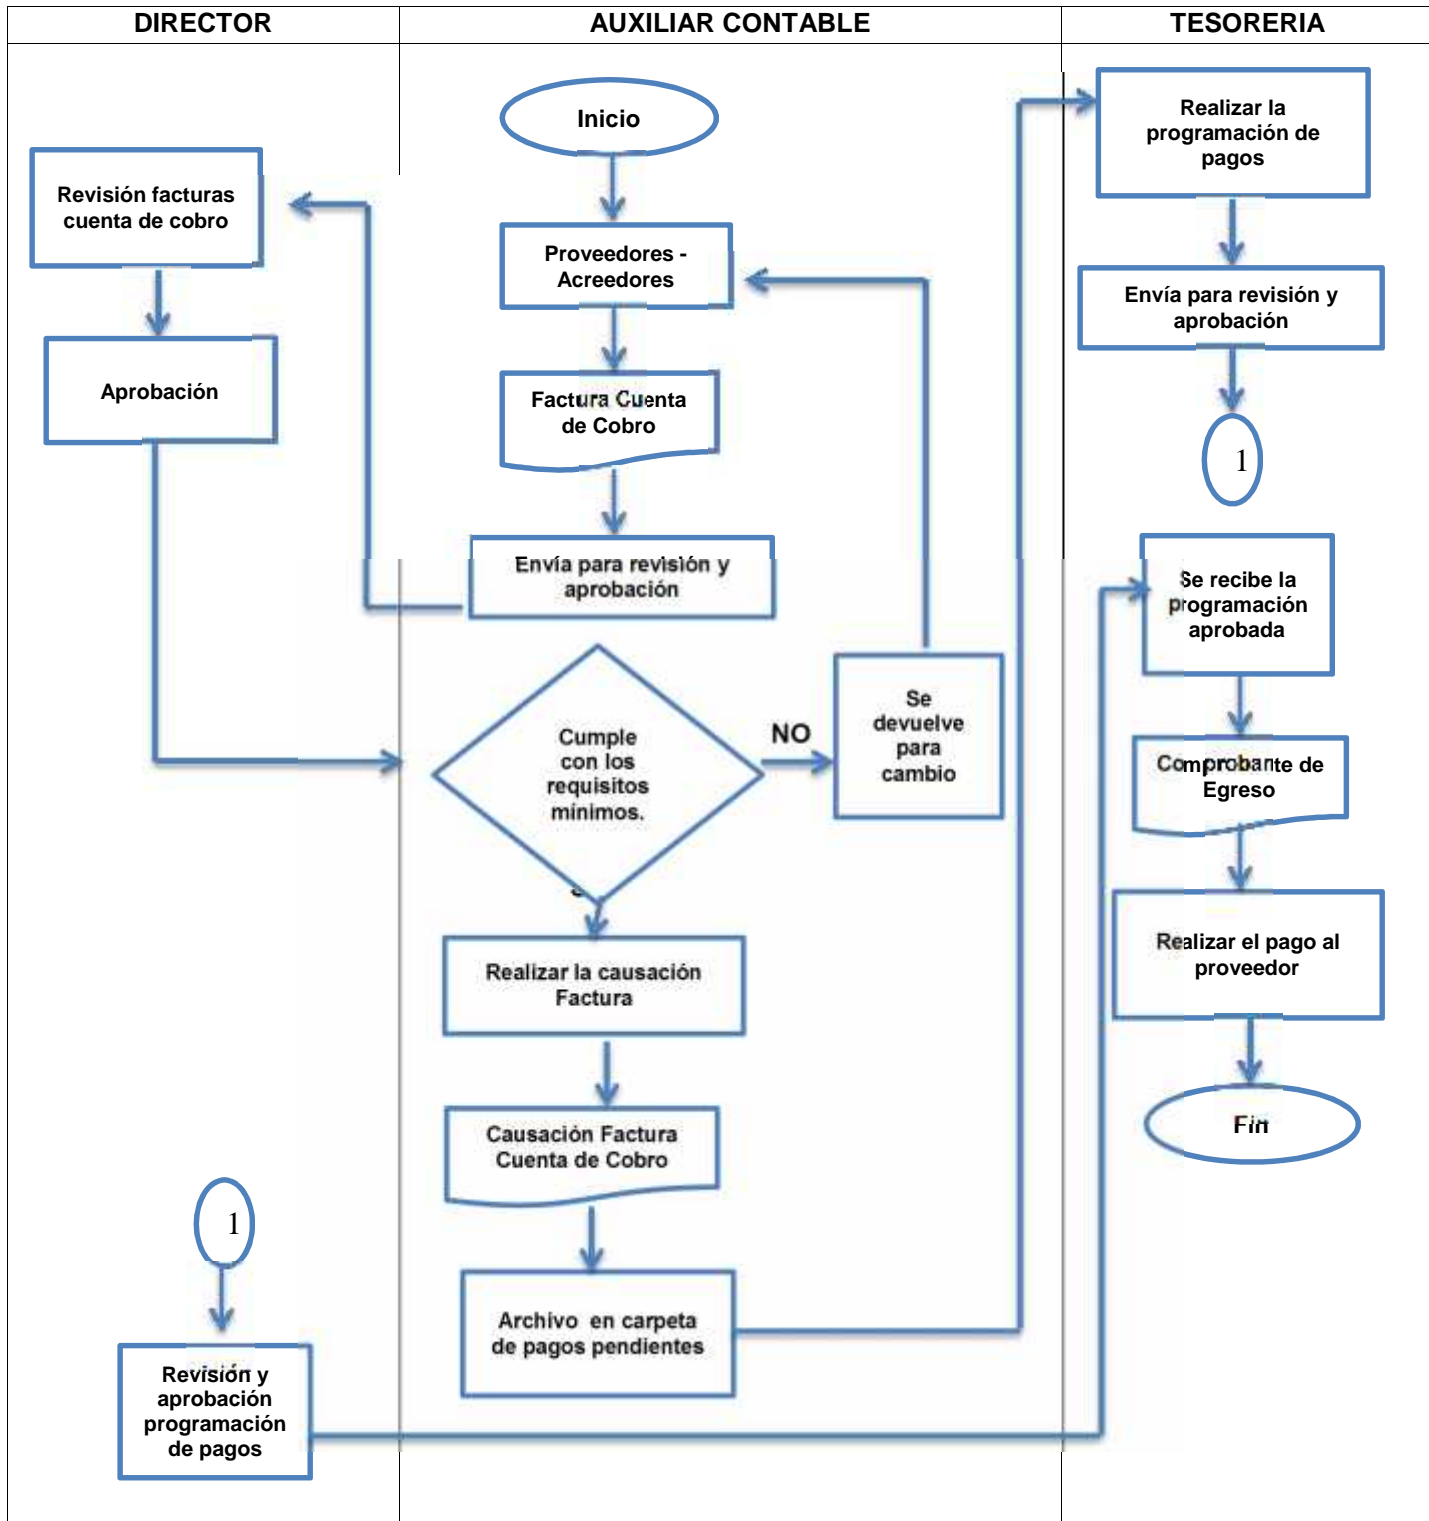 DIRECTOR
AUXILIAR CONTABLE
TESORERIA
Inicio
Proveedores -
Acreedores
Factura Cuenta
de Cobro
Envía para revisión y
aprobación
Revisión facturas
cuenta de cobro
Aprobación
Cumple
con los
requisitos
mínimos.
NO
Se
devuelve
para
cambio
Realizar la causación
Factura
Causación Factura
Cuenta de Cobro
Archivo en carpeta
de pagos pendientes
Realizar la
programación de
pagos
Envía para revisión y
aprobación
1
1
Revisión y
aprobación
programación
de pagos
Se recibe la
programación
aprobada
Comprobante de
Egreso
Realizar el pago al
proveedor
Fin